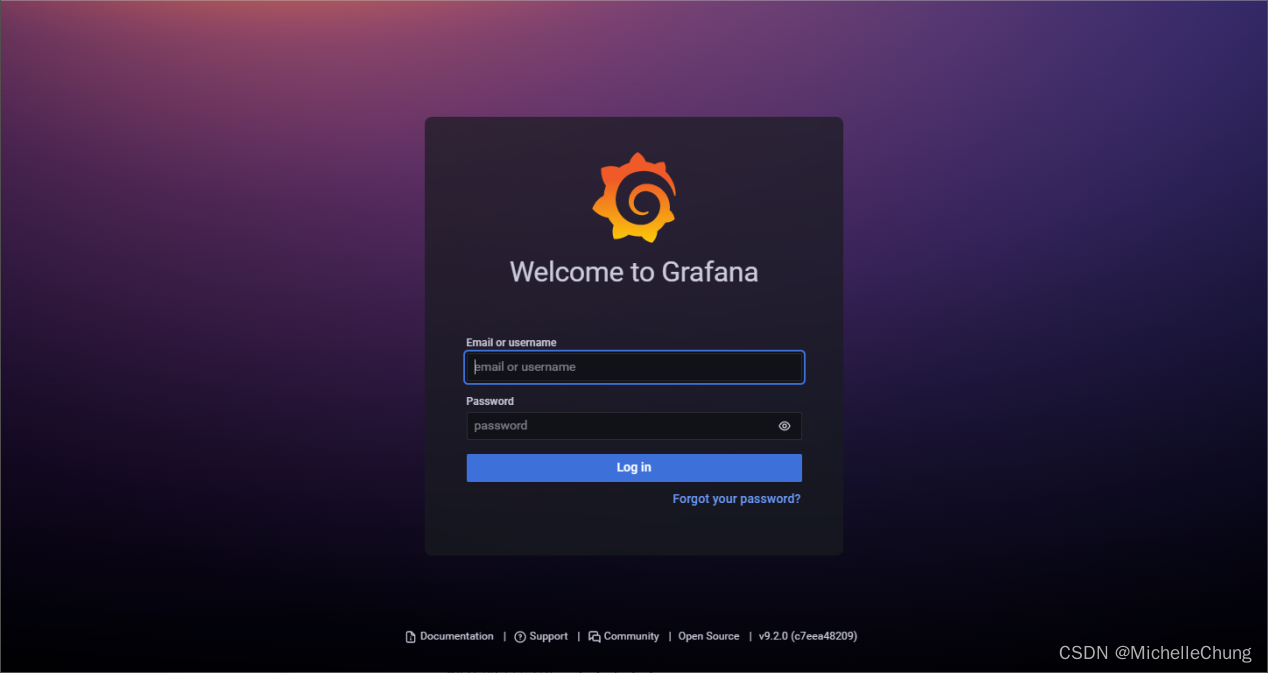 Welcome to Grafana
Email or username
email or username
Password
password
Log in
Forgot your password?
Documentation | Support | Community | Open Source | v9.2.0 (c7eea48209)
CSDN @MichelleChung